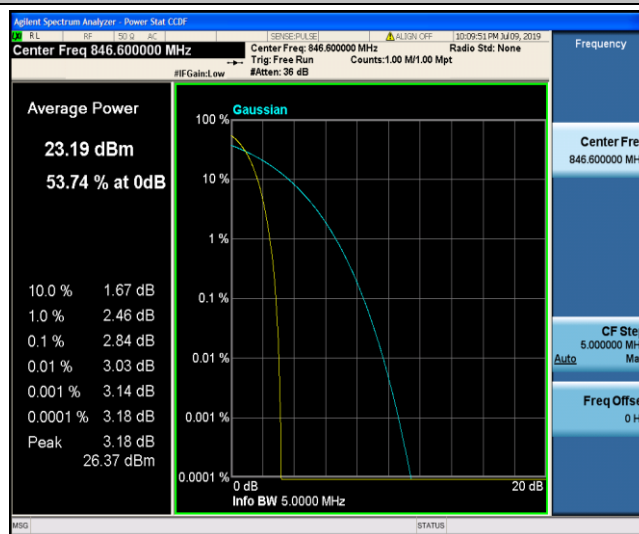 Agilent Spectrum Analyzer - Power Stat CCDF
RL RF 50 Ω AC SENSE:PULSE ALIGN OFF 10:09:51 PM Jul 09, 2019
Center Freq 846.600000 MHz Center Freq: 846.600000 MHz Radio Std: None
Trig: Free Run Counts:1.00 M/1.00 Mpt
#IFGain:Low #Atten: 36 dB
Frequency
Average Power
23.19 dBm
53.74 % at 0dB
10.0 % 1.67 dB
1.0 % 2.46 dB
0.1 % 2.84 dB
0.01 % 3.03 dB
0.001 % 3.14 dB
0.0001 % 3.18 dB
Peak 3.18 dB
26.37 dBm
Gaussian
100 %
10 %
1 %
0.1 %
0.01 %
0.001 %
0.0001 %
0 dB 20 dB
Info BW 5.0000 MHz
Center Fre
846.600000 MH
CF Ste
5.000000 MH
Auto Ma
Freq Offse
0 H
MSG STATUS